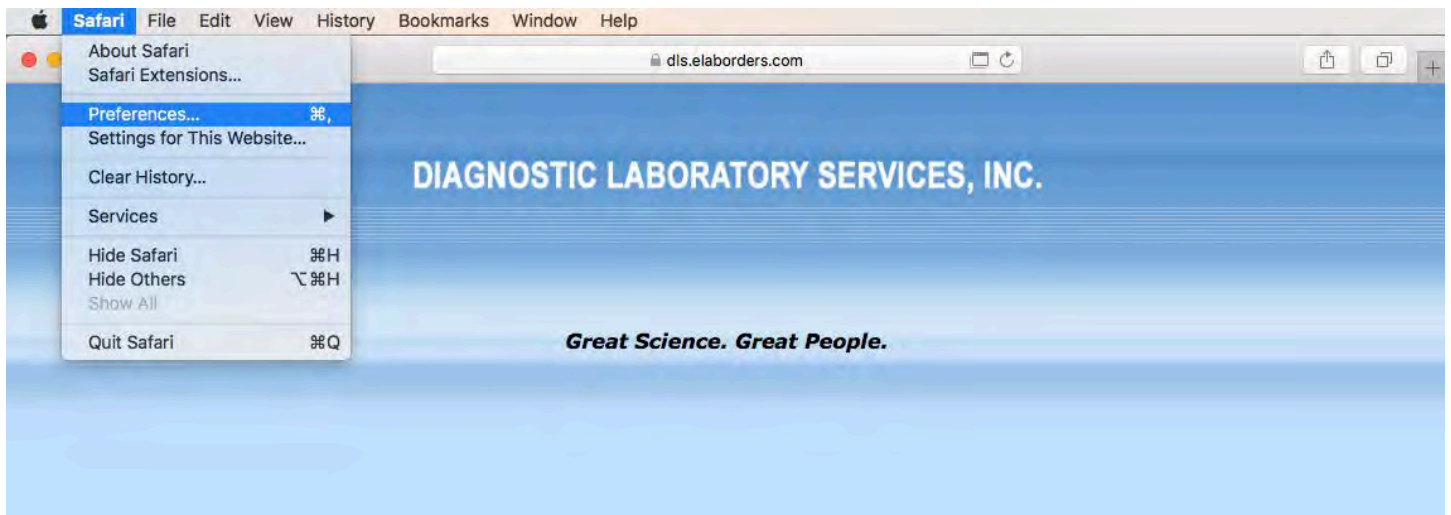 Safari File Edit View History Bookmarks Window Help
dls.elaborders.com
About Safari
Safari Extensions...
Preferences... ⌘,
Settings for This Website...
Clear History...
Services ▶
Hide Safari ⌘H
Hide Others ⌥⌘H
Show All
Quit Safari ⌘Q
DIAGNOSTIC LABORATORY SERVICES, INC.
Great Science. Great People.